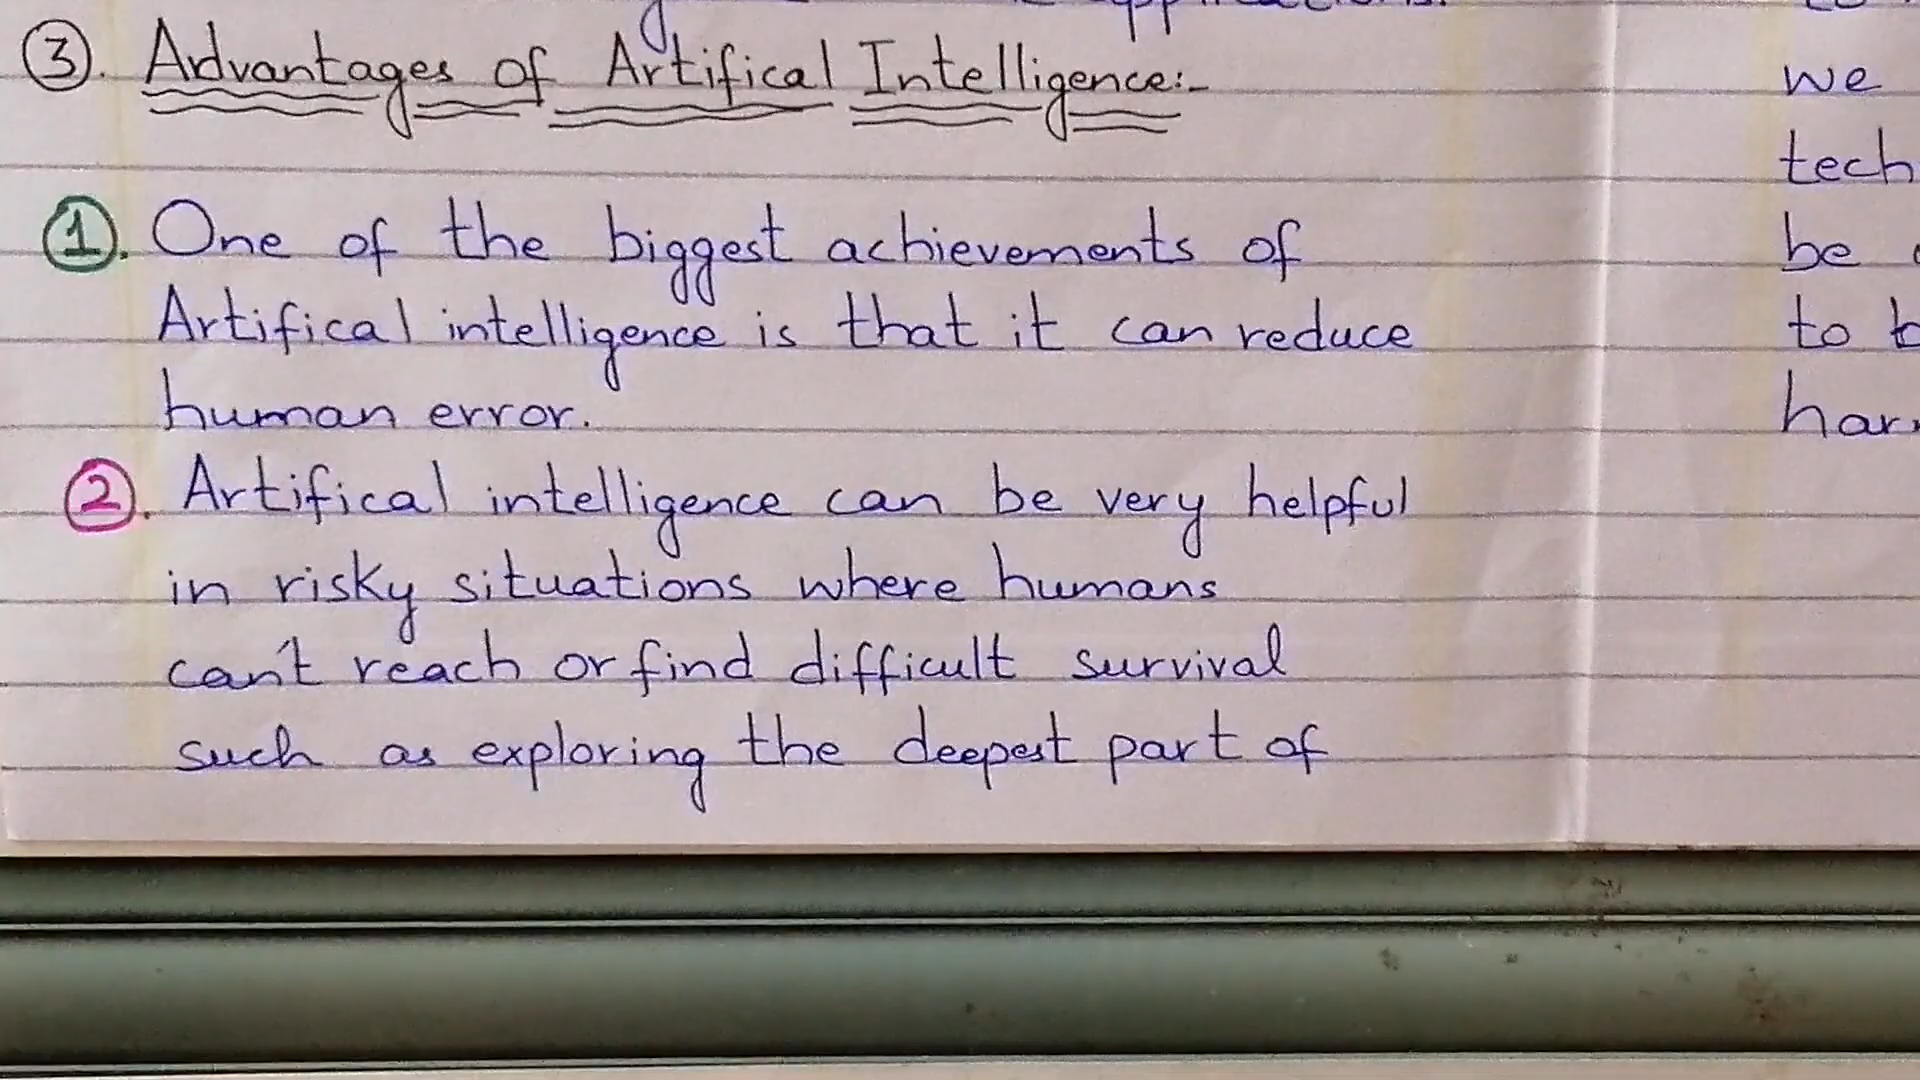 ③. Advantages of Artifical Intelligence:-
①. One of the biggest achievements of
Artifical intelligence is that it can reduce
human error.
②. Artifical intelligence can be very helpful
in risky situations where humans
can't reach or find difficult survival
such as exploring the deepest part of
we
tech
be
to b
har